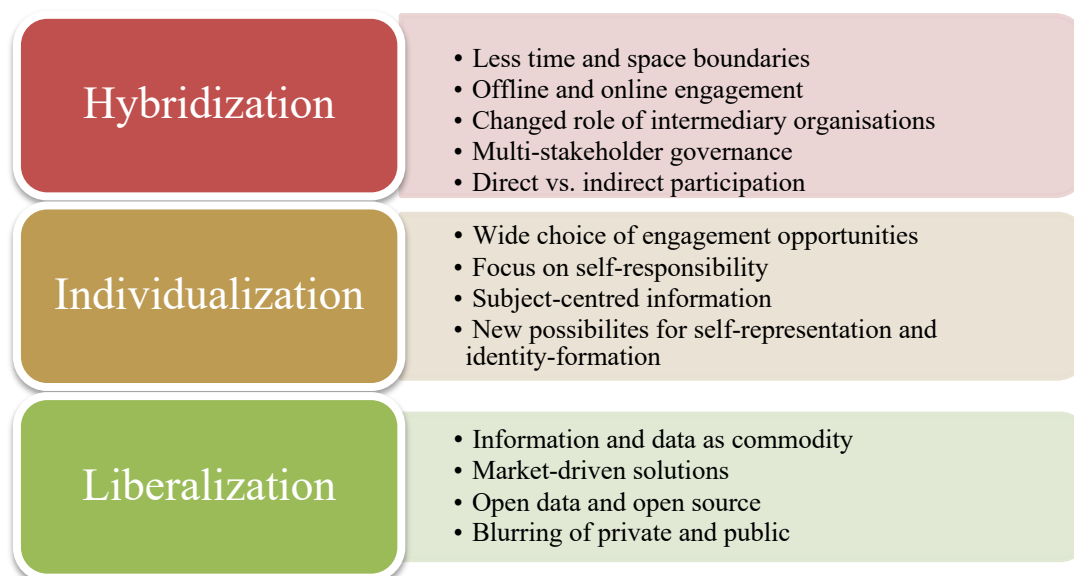 Hybridization
• Less time and space boundaries
• Offline and online engagement
• Changed role of intermediary organisations
• Multi-stakeholder governance
• Direct vs. indirect participation
Individualization
• Wide choice of engagement opportunities
• Focus on self-responsibility
• Subject-centred information
• New possibilites for self-representation and
identity-formation
Liberalization
• Information and data as commodity
• Market-driven solutions
• Open data and open source
• Blurring of private and public